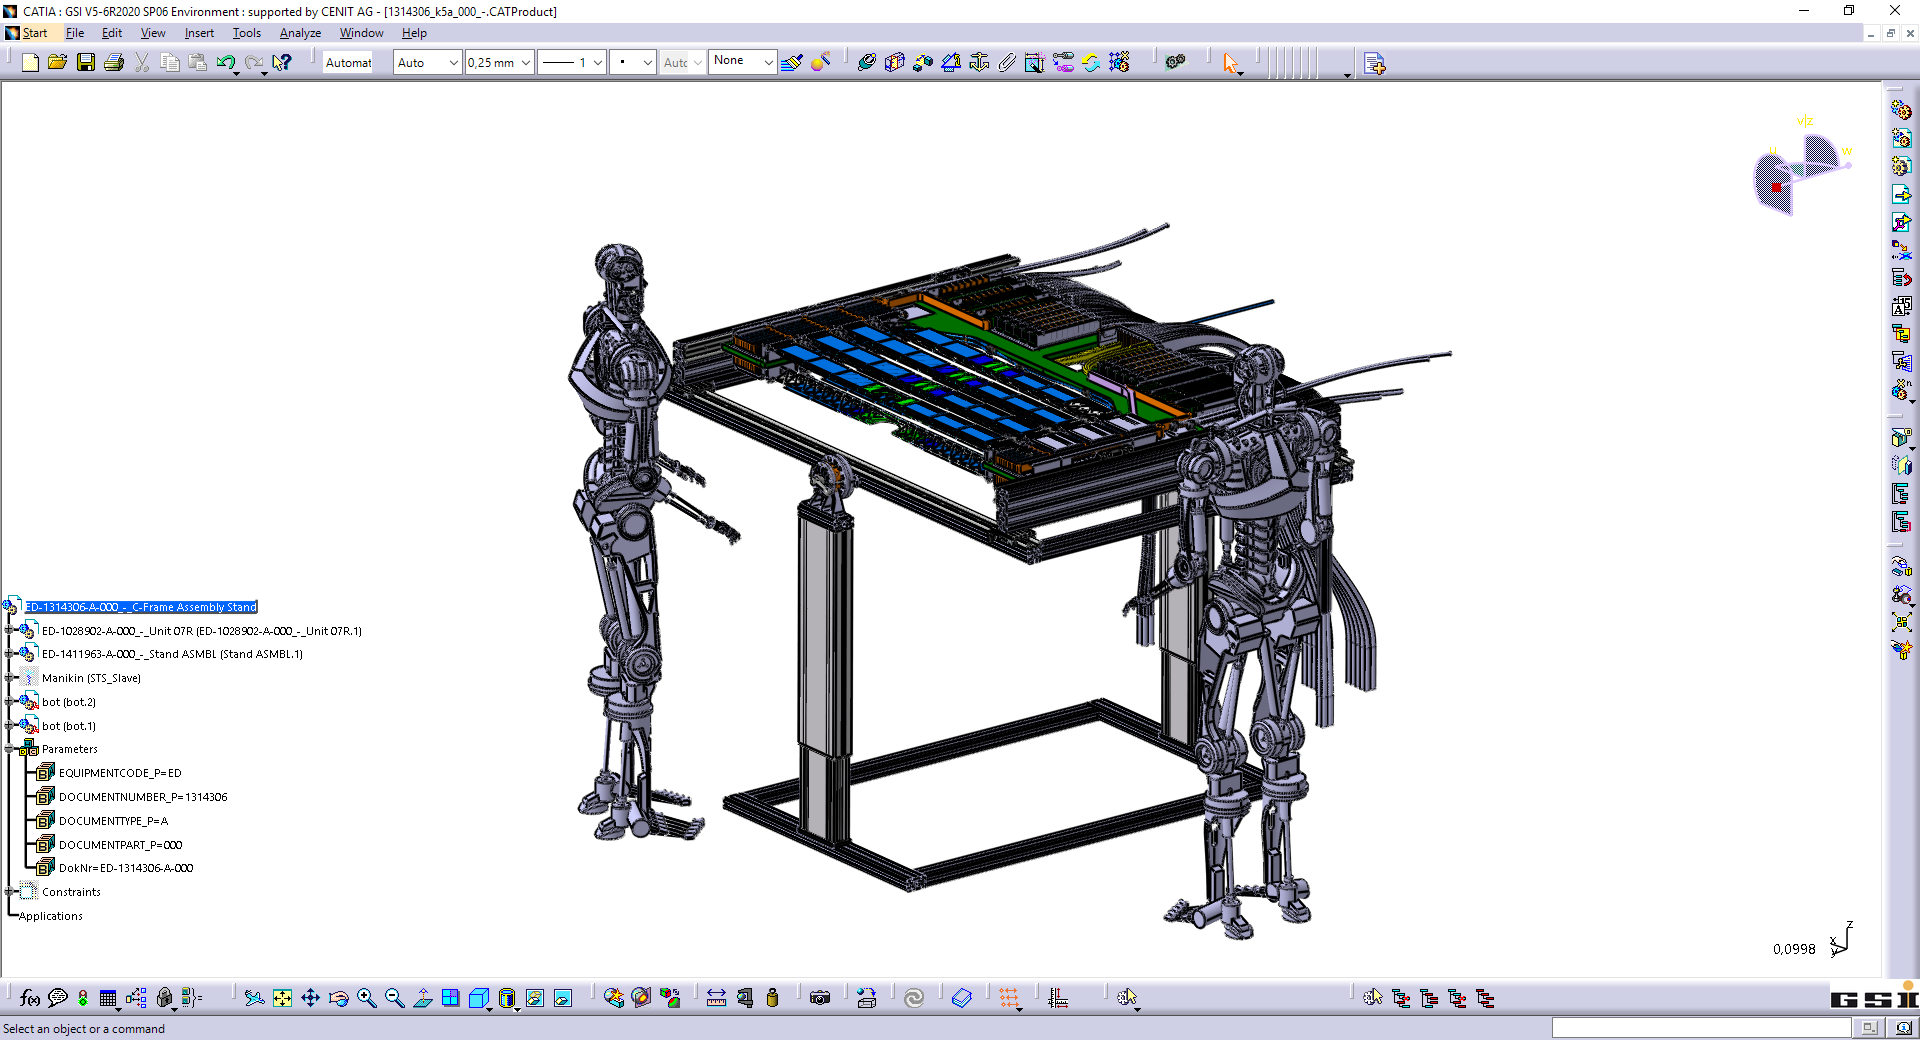 CATIA : GSI V5-6R2020 SP06 Environment : supported by CENIT AG - [1314306_k5a_000_-.CATProduct]
Start File Edit View Insert Tools Analyze Window Help
Automat Auto 0,25 mm 1 Aut None
v|z
u w
ED-1314306-A-000_-_C-Frame Assembly Stand
ED-1028902-A-000_-_Unit 07R (ED-1028902-A-000_-_Unit 07R.1)
ED-1411963-A-000_-_Stand ASMBL (Stand ASMBL.1)
Manikin (STS_Slave)
bot (bot.2)
bot (bot.1)
Parameters
EQUIPMENTCODE_P=ED
DOCUMENTNUMBER_P=1314306
DOCUMENTTYPE_P=A
DOCUMENTPART_P=000
DokNr=ED-1314306-A-000
Constraints
Applications
z
x
y
0,0998
f(x)
GSI
Select an object or a command